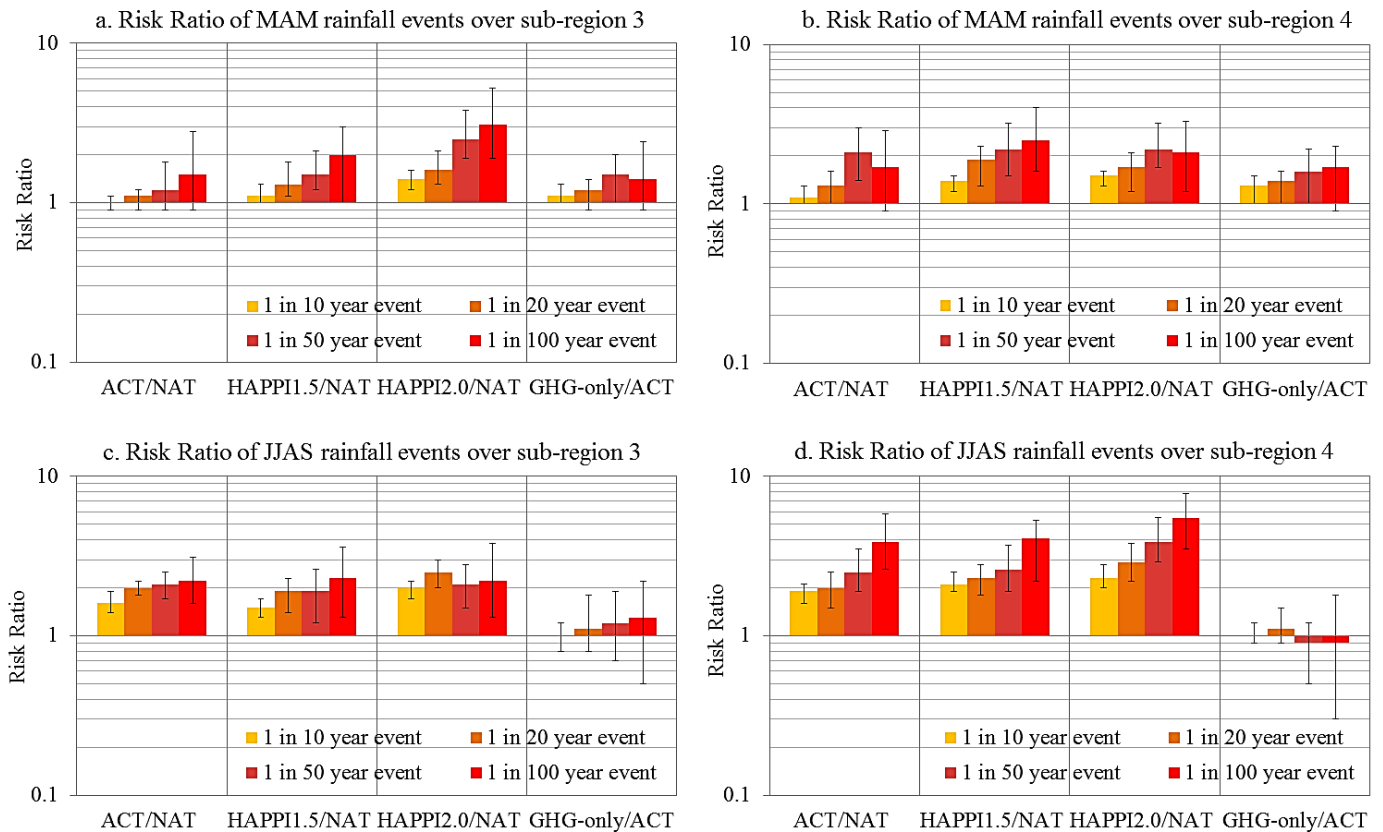 a. Risk Ratio of MAM rainfall events over sub-region 3
10
1
0.1
Risk Ratio
1 in 10 year event
1 in 20 year event
1 in 50 year event
1 in 100 year event
ACT/NAT
HAPPI1.5/NAT
HAPPI2.0/NAT
GHG-only/ACT
b. Risk Ratio of MAM rainfall events over sub-region 4
10
1
0.1
Risk Ratio
1 in 10 year event
1 in 20 year event
1 in 50 year event
1 in 100 year event
ACT/NAT
HAPPI1.5/NAT
HAPPI2.0/NAT
GHG-only/ACT
c. Risk Ratio of JJAS rainfall events over sub-region 3
10
1
0.1
Risk Ratio
1 in 10 year event
1 in 20 year event
1 in 50 year event
1 in 100 year event
ACT/NAT
HAPPI1.5/NAT
HAPPI2.0/NAT
GHG-only/ACT
d. Risk Ratio of JJAS rainfall events over sub-region 4
10
1
0.1
Risk Ratio
1 in 10 year event
1 in 20 year event
1 in 50 year event
1 in 100 year event
ACT/NAT
HAPPI1.5/NAT
HAPPI2.0/NAT
GHG-only/ACT